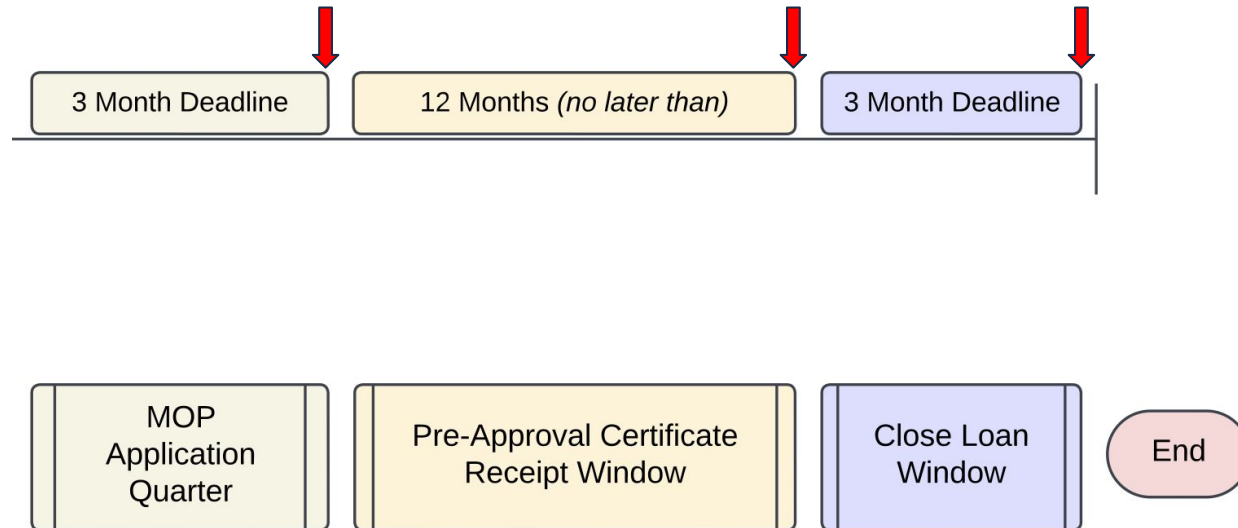 3 Month Deadline
12 Months (no later than)
3 Month Deadline
MOP
Application
Quarter
Pre-Approval Certificate
Receipt Window
Close Loan
Window
End